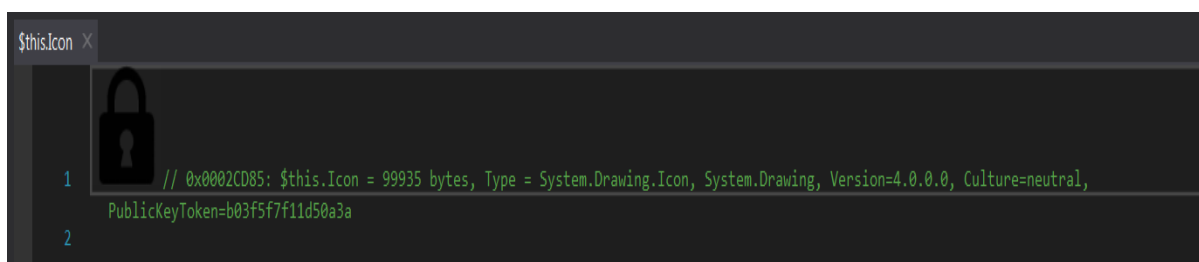 $this.Icon ×
1 // 0x0002CD85: $this.Icon = 99935 bytes, Type = System.Drawing.Icon, System.Drawing, Version=4.0.0.0, Culture=neutral,
PublicKeyToken=b03f5f7f11d50a3a
2